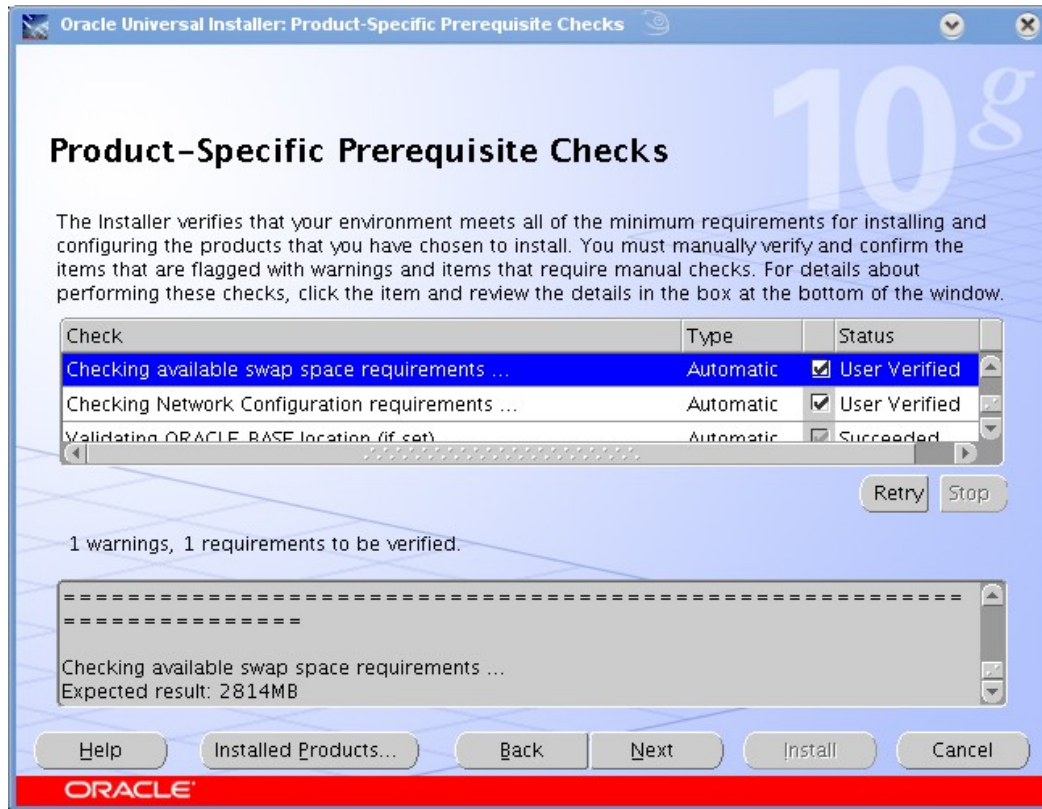 Oracle Universal Installer: Product-Specific Prerequisite Checks
10g
Product-Specific Prerequisite Checks
The Installer verifies that your environment meets all of the minimum requirements for installing and
configuring the products that you have chosen to install. You must manually verify and confirm the
items that are flagged with warnings and items that require manual checks. For details about
performing these checks, click the item and review the details in the box at the bottom of the window.
Check Type Status
Checking available swap space requirements ... Automatic User Verified
Checking Network Configuration requirements ... Automatic User Verified
Validating ORACLE_BASE location (if set) Automatic Succeeded
Retry Stop
1 warnings, 1 requirements to be verified.
=========================================================
===============
Checking available swap space requirements ...
Expected result: 2814MB
Help Installed Products... Back Next Install Cancel
ORACLE